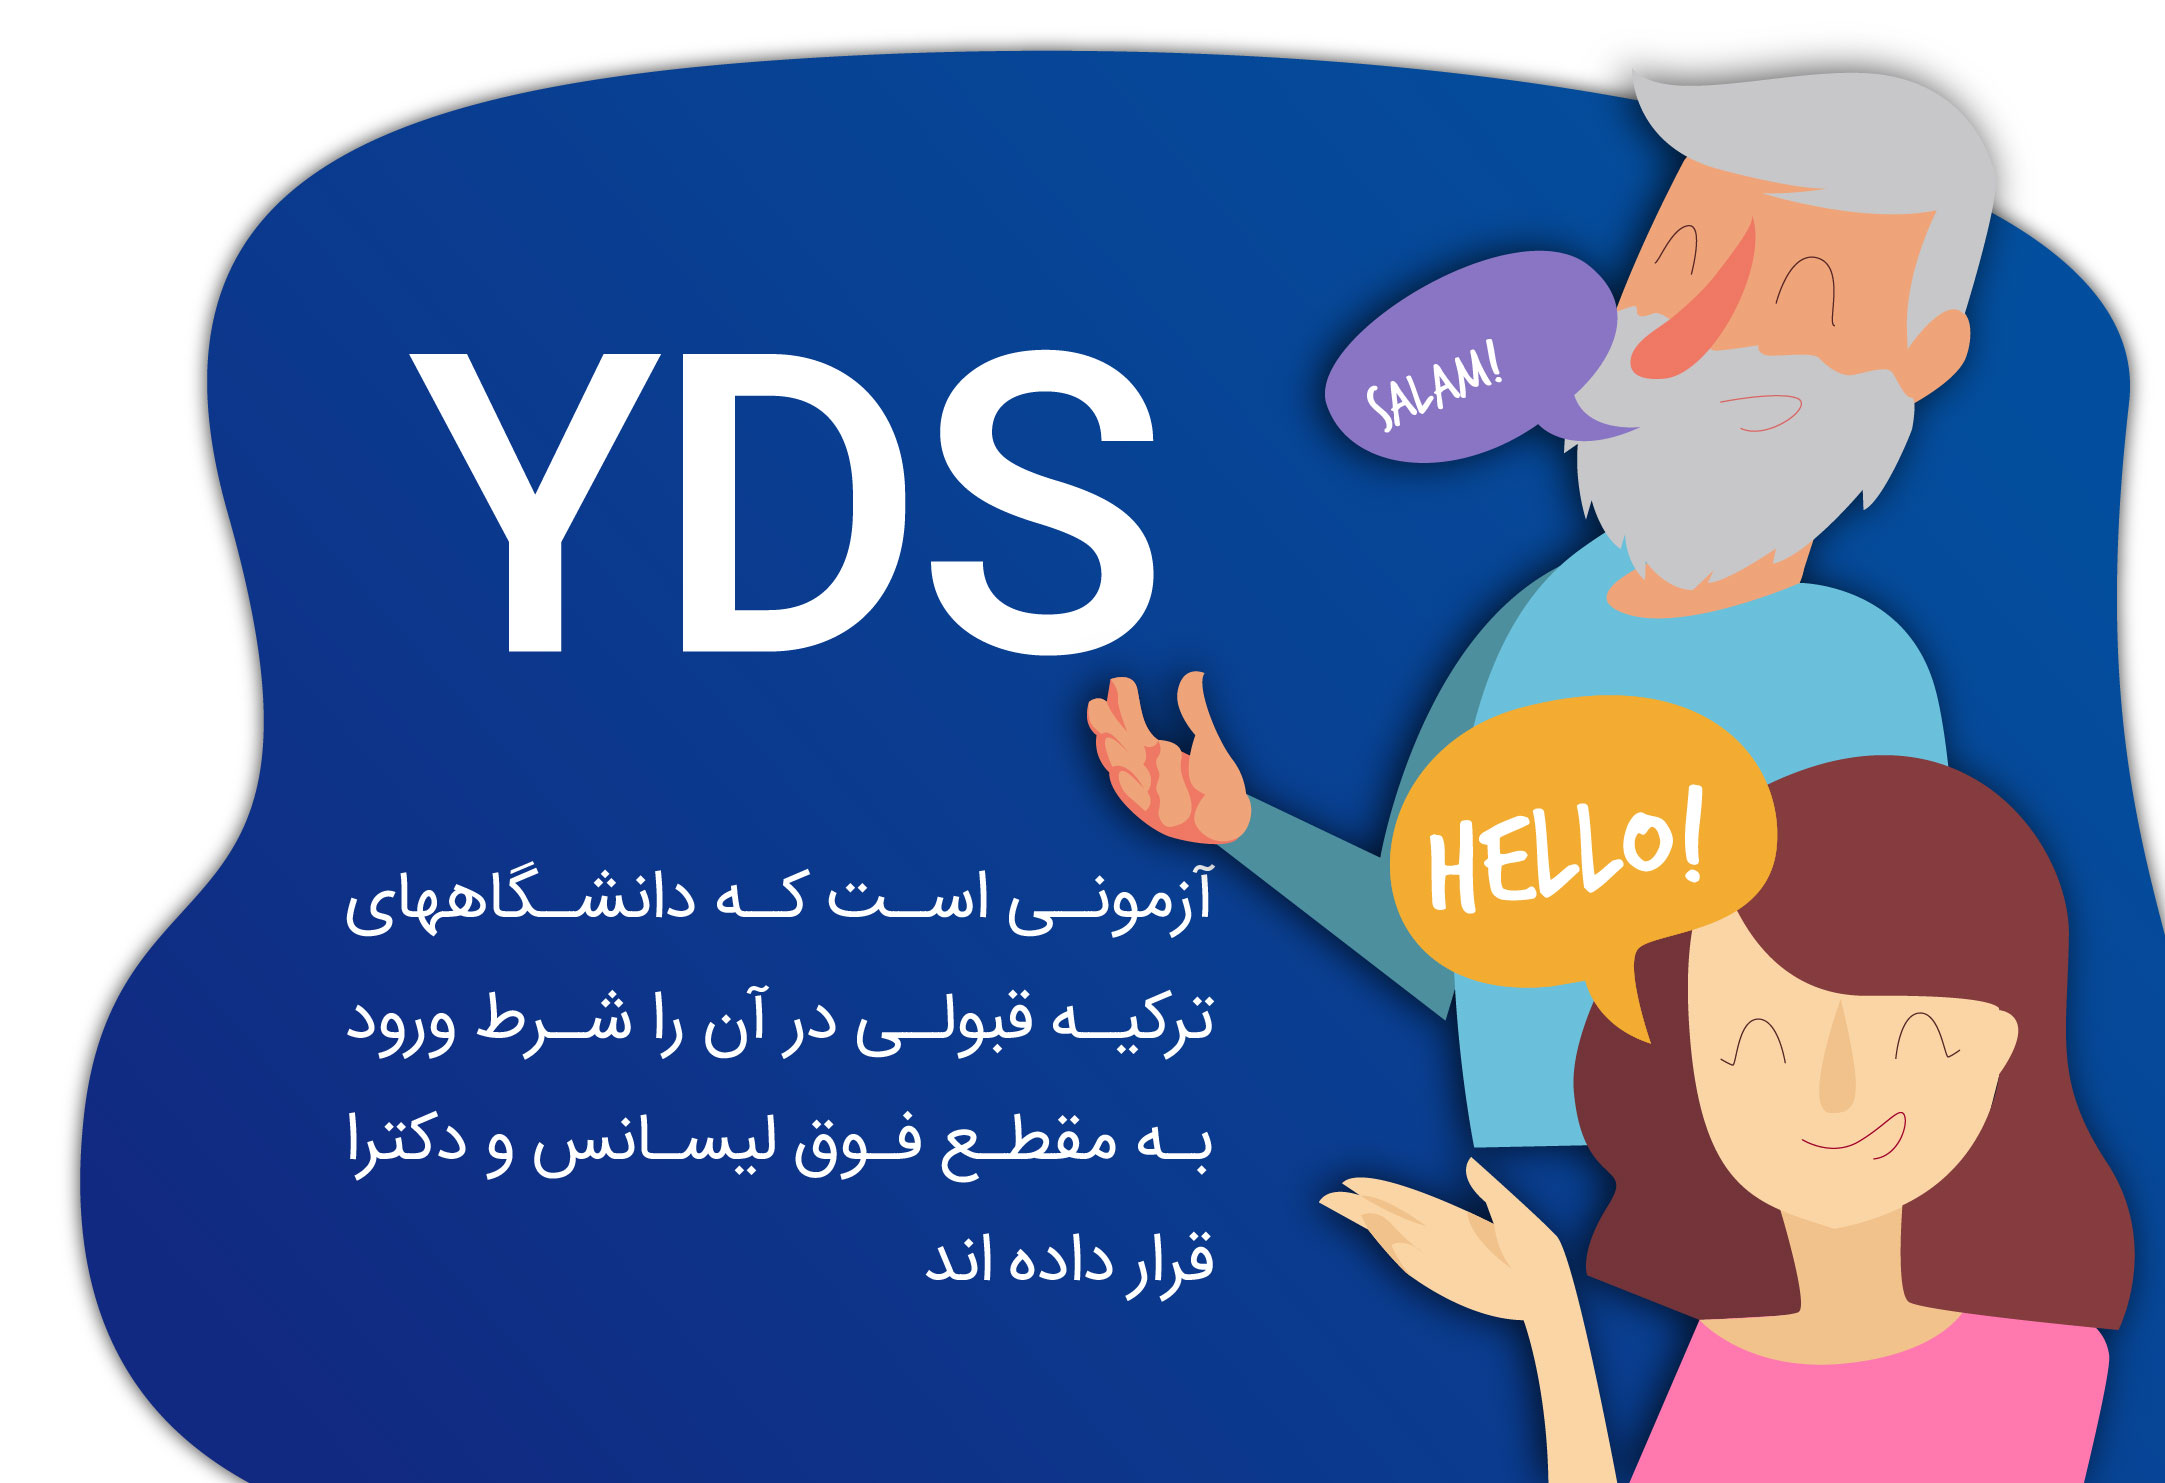 YDS
SALAM!
HELLO!
آزمونی است که دانشگاههای
ترکیه قبولی در آن را شرط ورود
به مقطع فوق لیسانس و دکترا
قرار داده اند